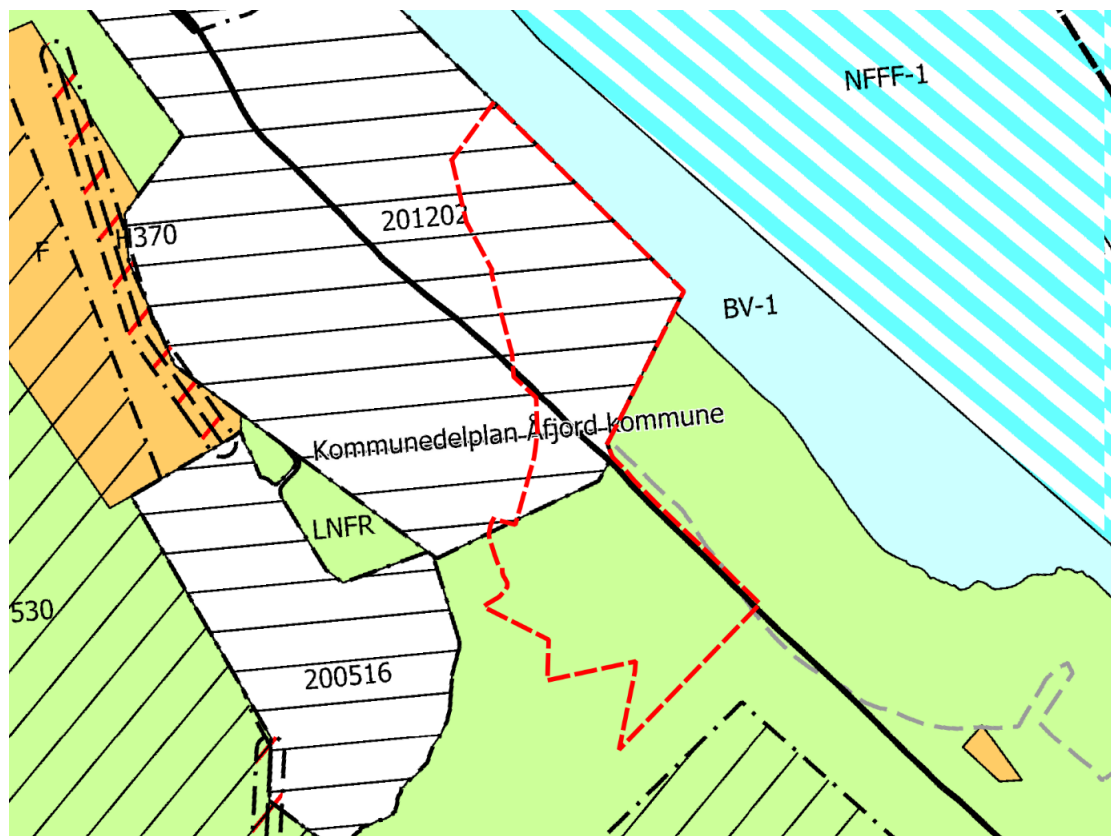 NFFF-1
201202
H370
F
BV-1
Kommunedelplan Åfjord kommune
LNFR
530
200516